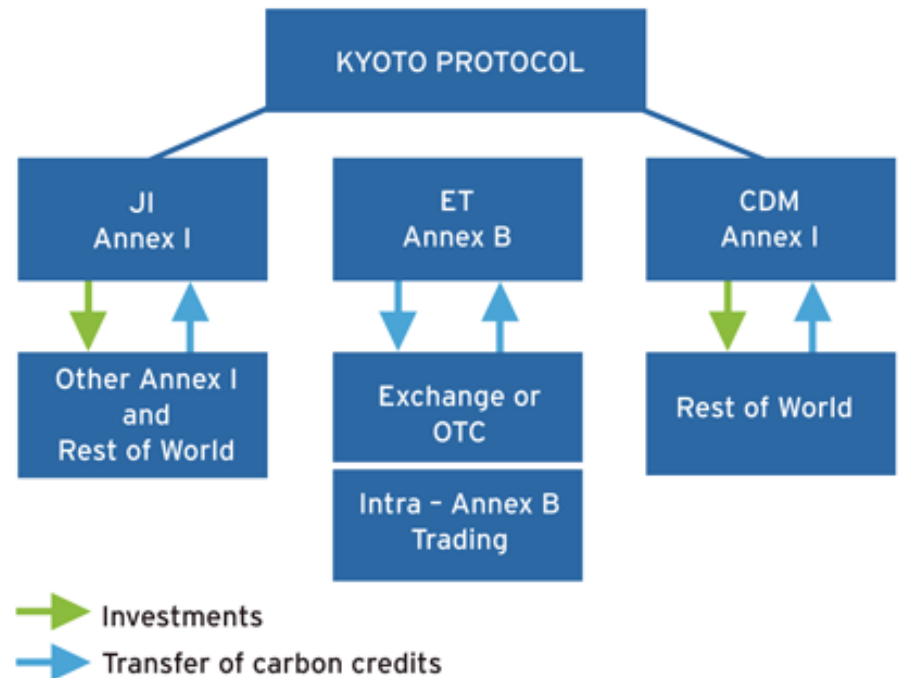 KYOTO PROTOCOL
JI
Annex I
ET
Annex B
CDM
Annex I
Other Annex I
and
Rest of World
Exchange or
OTC
Rest of World
Intra – Annex B
Trading
Investments
Transfer of carbon credits